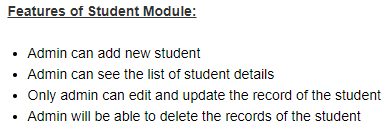 Features of Student Module:
• Admin can add new student
• Admin can see the list of student details
• Only admin can edit and update the record of the student
• Admin will be able to delete the records of the student